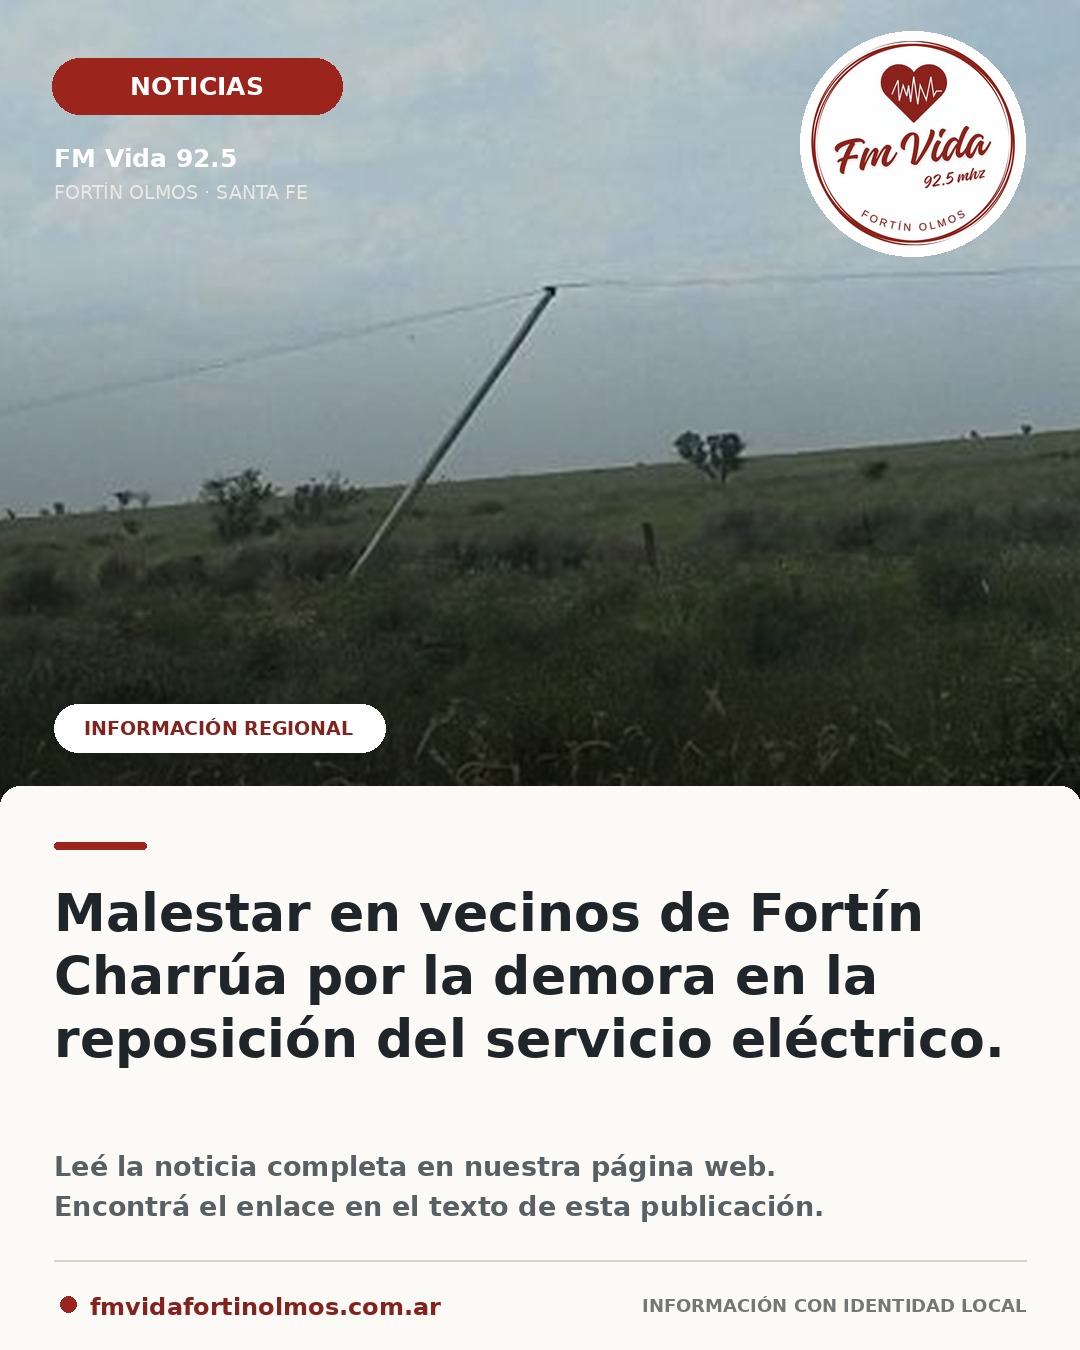 NOTICIAS
FM Vida 92.5
FORTÍN OLMOS · SANTA FE
Fm Vida
92.5 mhz
FORTÍN OLMOS
INFORMACIÓN REGIONAL
Malestar en vecinos de Fortín
Charrúa por la demora en la
reposición del servicio eléctrico.
Leé la noticia completa en nuestra página web.
Encontrá el enlace en el texto de esta publicación.
fmvidafortinolmos.com.ar
INFORMACIÓN CON IDENTIDAD LOCAL